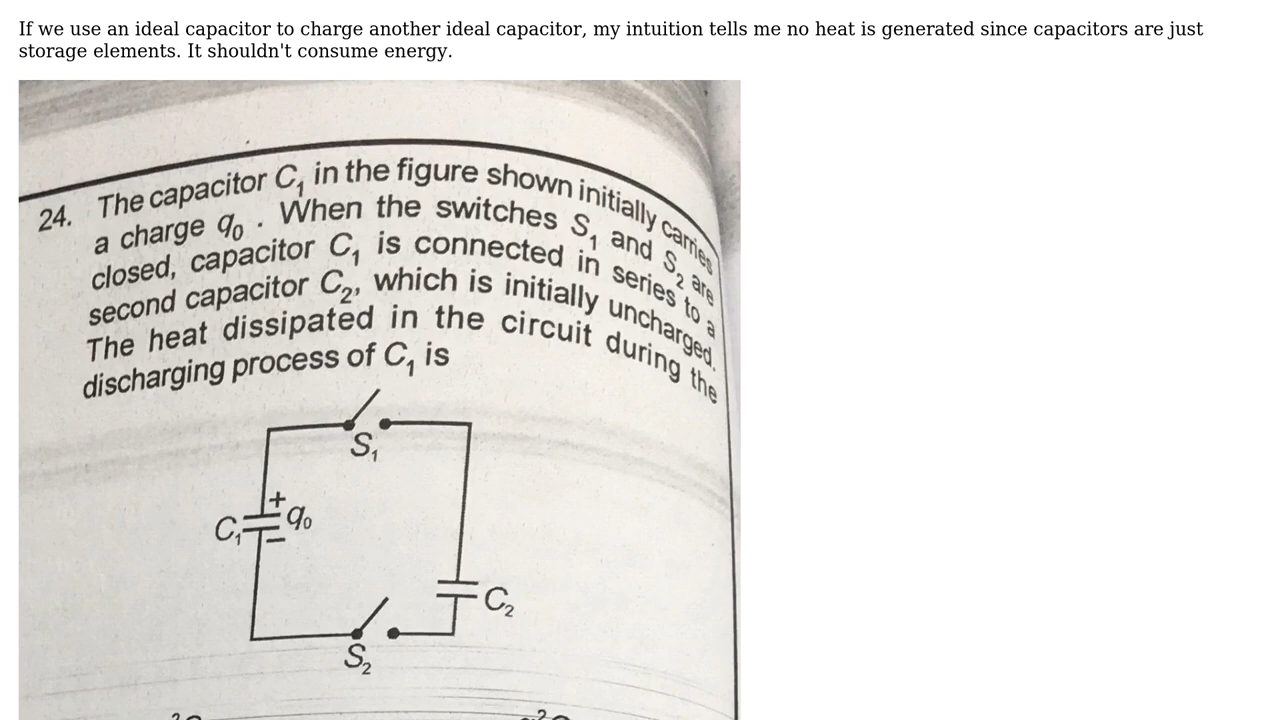 If we use an ideal capacitor to charge another ideal capacitor, my intuition tells me no heat is generated since capacitors are just
storage elements. It shouldn't consume energy.
24. The capacitor C₁ in the figure shown initially carries
a charge q₀ . When the switches S₁ and S₂ are
closed, capacitor C₁ is connected in series to a
second capacitor C₂, which is initially uncharged.
The heat dissipated in the circuit during the
discharging process of C₁ is
S₁
+
C₁ q₀
−
C₂
S₂